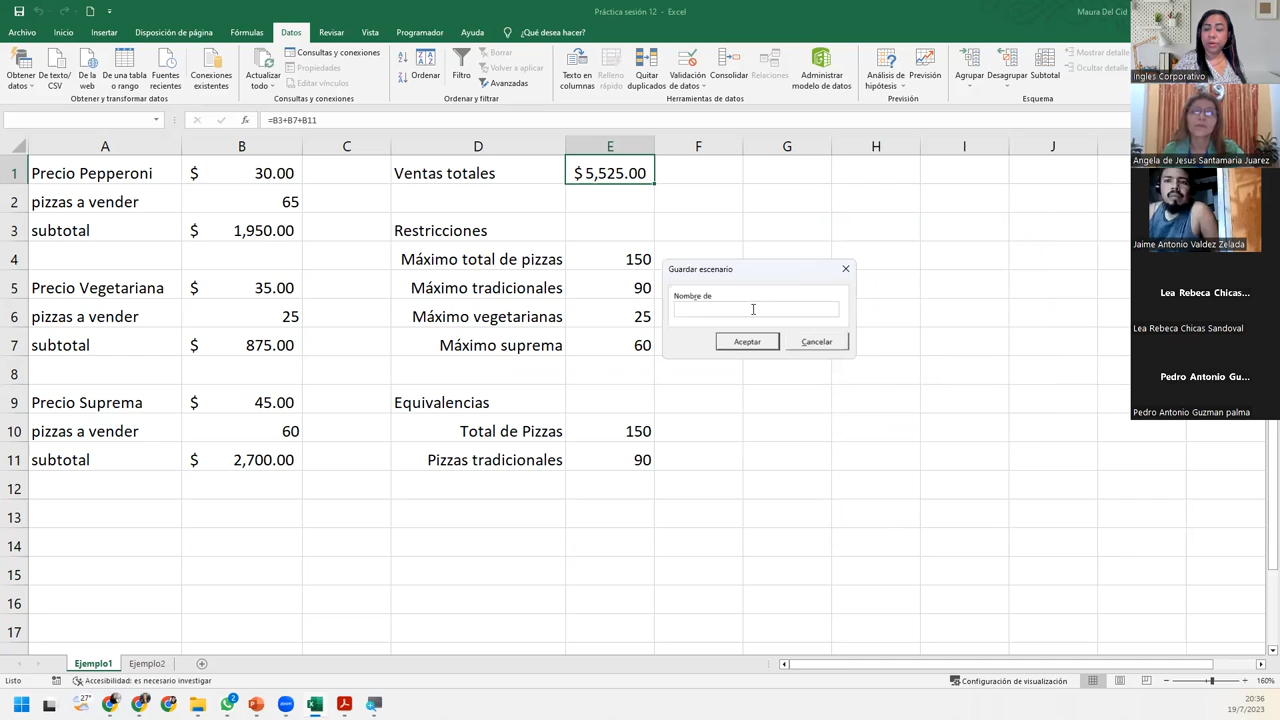 Práctica sesión 12 - Excel
Maura Del Cid
Archivo Inicio Insertar Disposición de página Fórmulas Datos Revisar Vista Programador Ayuda ¿Qué desea hacer?
Obtener datos
De texto/CSV
De la web
De una tabla o rango
Fuentes recientes
Conexiones existentes
Obtener y transformar datos
Actualizar todo
Consultas y conexiones
Propiedades
Editar vínculos
Consultas y conexiones
Ordenar
Filtro
Borrar
Volver a aplicar
Avanzadas
Ordenar y filtrar
Texto en columnas
Relleno rápido
Quitar duplicados
Validación de datos
Consolidar
Relaciones
Administrar modelo de datos
Herramientas de datos
Análisis de hipótesis
Previsión
Previsión
Agrupar
Desagrupar
Subtotal
Mostrar detalle
Ocultar detalle
Esquema
=B3+B7+B11
A B C D E F G H I J
1 Precio Pepperoni $ 30.00 Ventas totales $ 5,525.00
2 pizzas a vender 65
3 subtotal $ 1,950.00 Restricciones
4 Máximo total de pizzas 150
5 Precio Vegetariana $ 35.00 Máximo tradicionales 90
6 pizzas a vender 25 Máximo vegetarianas 25
7 subtotal $ 875.00 Máximo suprema 60
8
9 Precio Suprema $ 45.00 Equivalencias
10 pizzas a vender 60 Total de Pizzas 150
11 subtotal $ 2,700.00 Pizzas tradicionales 90
12
13
14
15
16
17
Guardar escenario
Nombre de
Aceptar Cancelar
Ingles Corporativo
Angela de Jesus Santamaria Juarez
Jaime Antonio Valdez Zelada
Lea Rebeca Chicas...
Lea Rebeca Chicas Sandoval
Pedro Antonio Gu...
Pedro Antonio Guzman palma
Ejemplo1 Ejemplo2
Listo Accesibilidad: es necesario investigar Configuración de visualización 160%
27°
2
zoom
20:36
19/7/2023